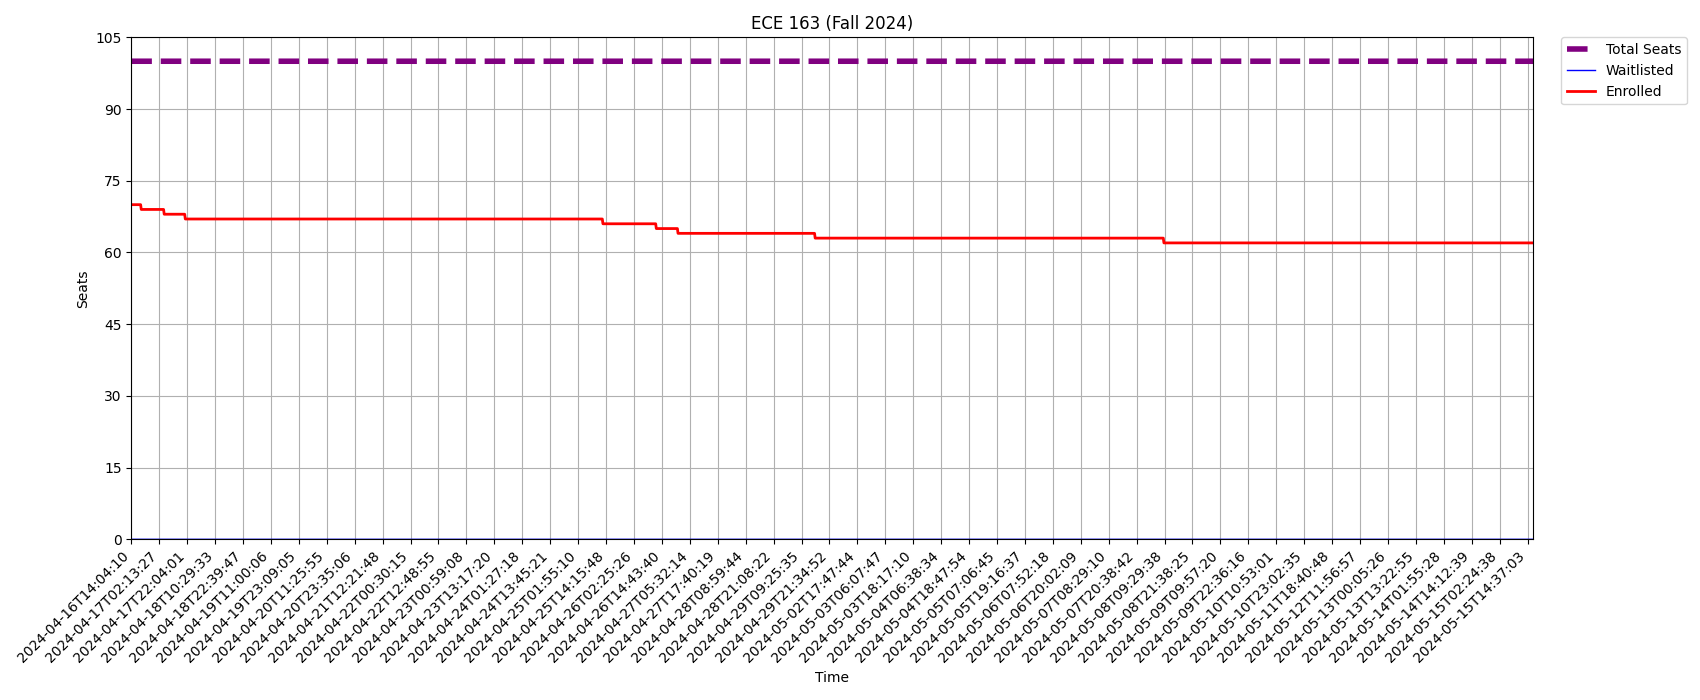 ECE 163 (Fall 2024)
Total Seats
Waitlisted
Enrolled
105
90
75
60
45
30
15
0
Seats
2024-04-16T14:04:10
2024-04-17T02:13:27
2024-04-17T22:04:01
2024-04-18T10:29:33
2024-04-18T22:39:47
2024-04-19T11:00:06
2024-04-19T23:09:05
2024-04-20T11:25:55
2024-04-20T23:35:06
2024-04-21T12:21:48
2024-04-22T00:30:15
2024-04-22T12:48:55
2024-04-23T00:59:08
2024-04-23T13:17:20
2024-04-24T01:27:18
2024-04-24T13:45:21
2024-04-25T01:55:10
2024-04-25T14:15:48
2024-04-26T02:25:26
2024-04-26T14:43:40
2024-04-27T05:32:14
2024-04-27T17:40:19
2024-04-28T08:59:44
2024-04-28T21:08:22
2024-04-29T09:25:35
2024-04-29T21:34:52
2024-05-02T17:47:44
2024-05-03T06:07:47
2024-05-03T18:17:10
2024-05-04T06:38:34
2024-05-04T18:47:54
2024-05-05T07:06:45
2024-05-05T19:16:37
2024-05-06T07:52:18
2024-05-06T20:02:09
2024-05-07T08:29:10
2024-05-07T20:38:42
2024-05-08T09:29:38
2024-05-08T21:38:25
2024-05-09T09:57:20
2024-05-09T22:36:16
2024-05-10T10:53:01
2024-05-10T23:02:35
2024-05-11T18:40:48
2024-05-12T11:56:57
2024-05-13T00:05:26
2024-05-13T13:22:55
2024-05-14T01:55:28
2024-05-14T14:12:39
2024-05-15T02:24:38
2024-05-15T14:37:03
Time